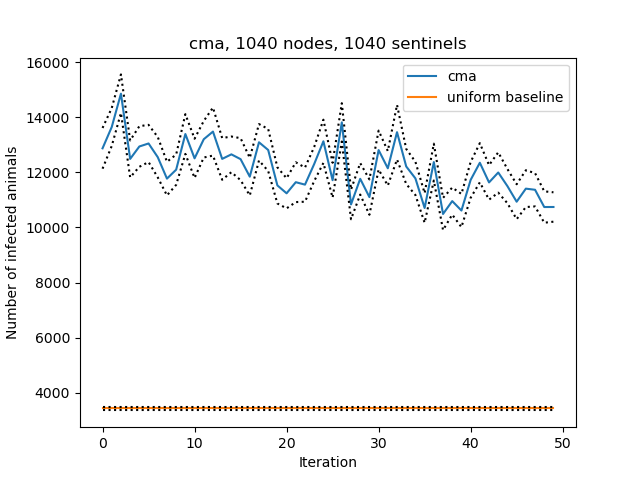 cma, 1040 nodes, 1040 sentinels
16000
14000
12000
10000
8000
6000
4000
Number of infected animals
cma
uniform baseline
0
10
20
30
40
50
Iteration